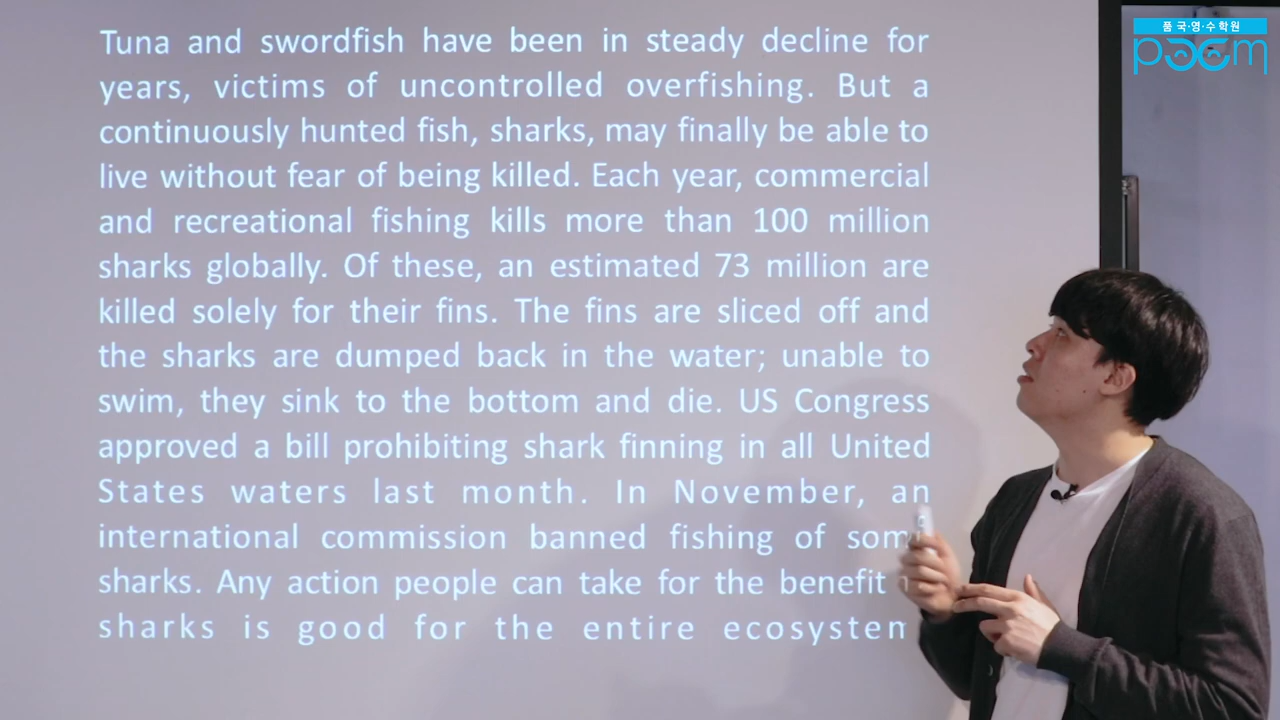 품 국·영·수 학원
poem
Tuna and swordfish have been in steady decline for
years, victims of uncontrolled overfishing. But a
continuously hunted fish, sharks, may finally be able to
live without fear of being killed. Each year, commercial
and recreational fishing kills more than 100 million
sharks globally. Of these, an estimated 73 million are
killed solely for their fins. The fins are sliced off and
the sharks are dumped back in the water; unable to
swim, they sink to the bottom and die. US Congress
approved a bill prohibiting shark finning in all United
States waters last month. In November, an
international commission banned fishing of som
sharks. Any action people can take for the benefit
sharks is good for the entire ecosystem